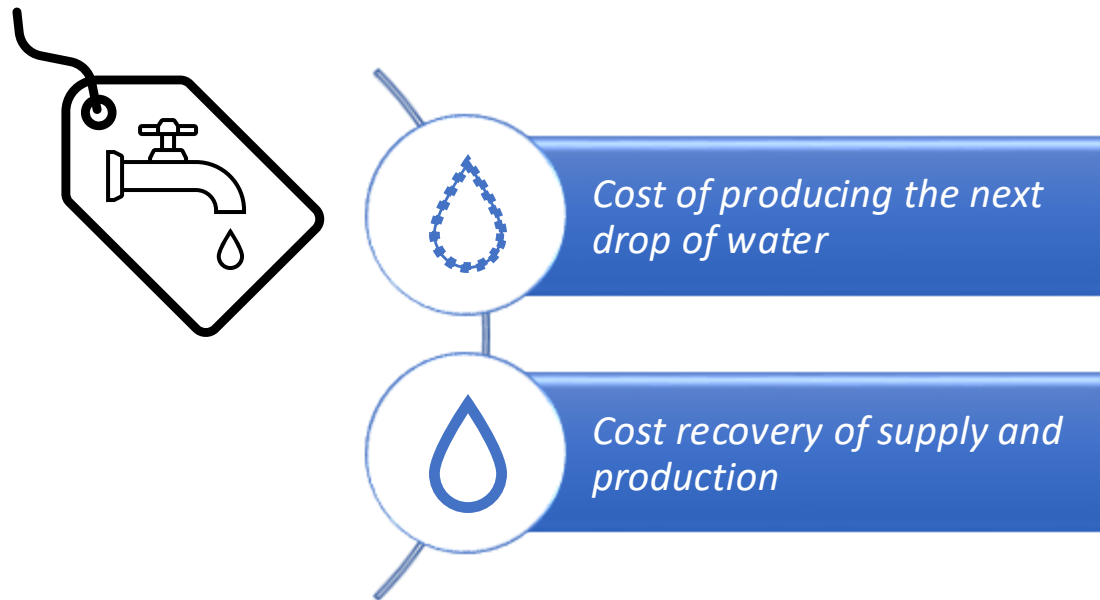 Cost of producing the next
drop of water
Cost recovery of supply and
production